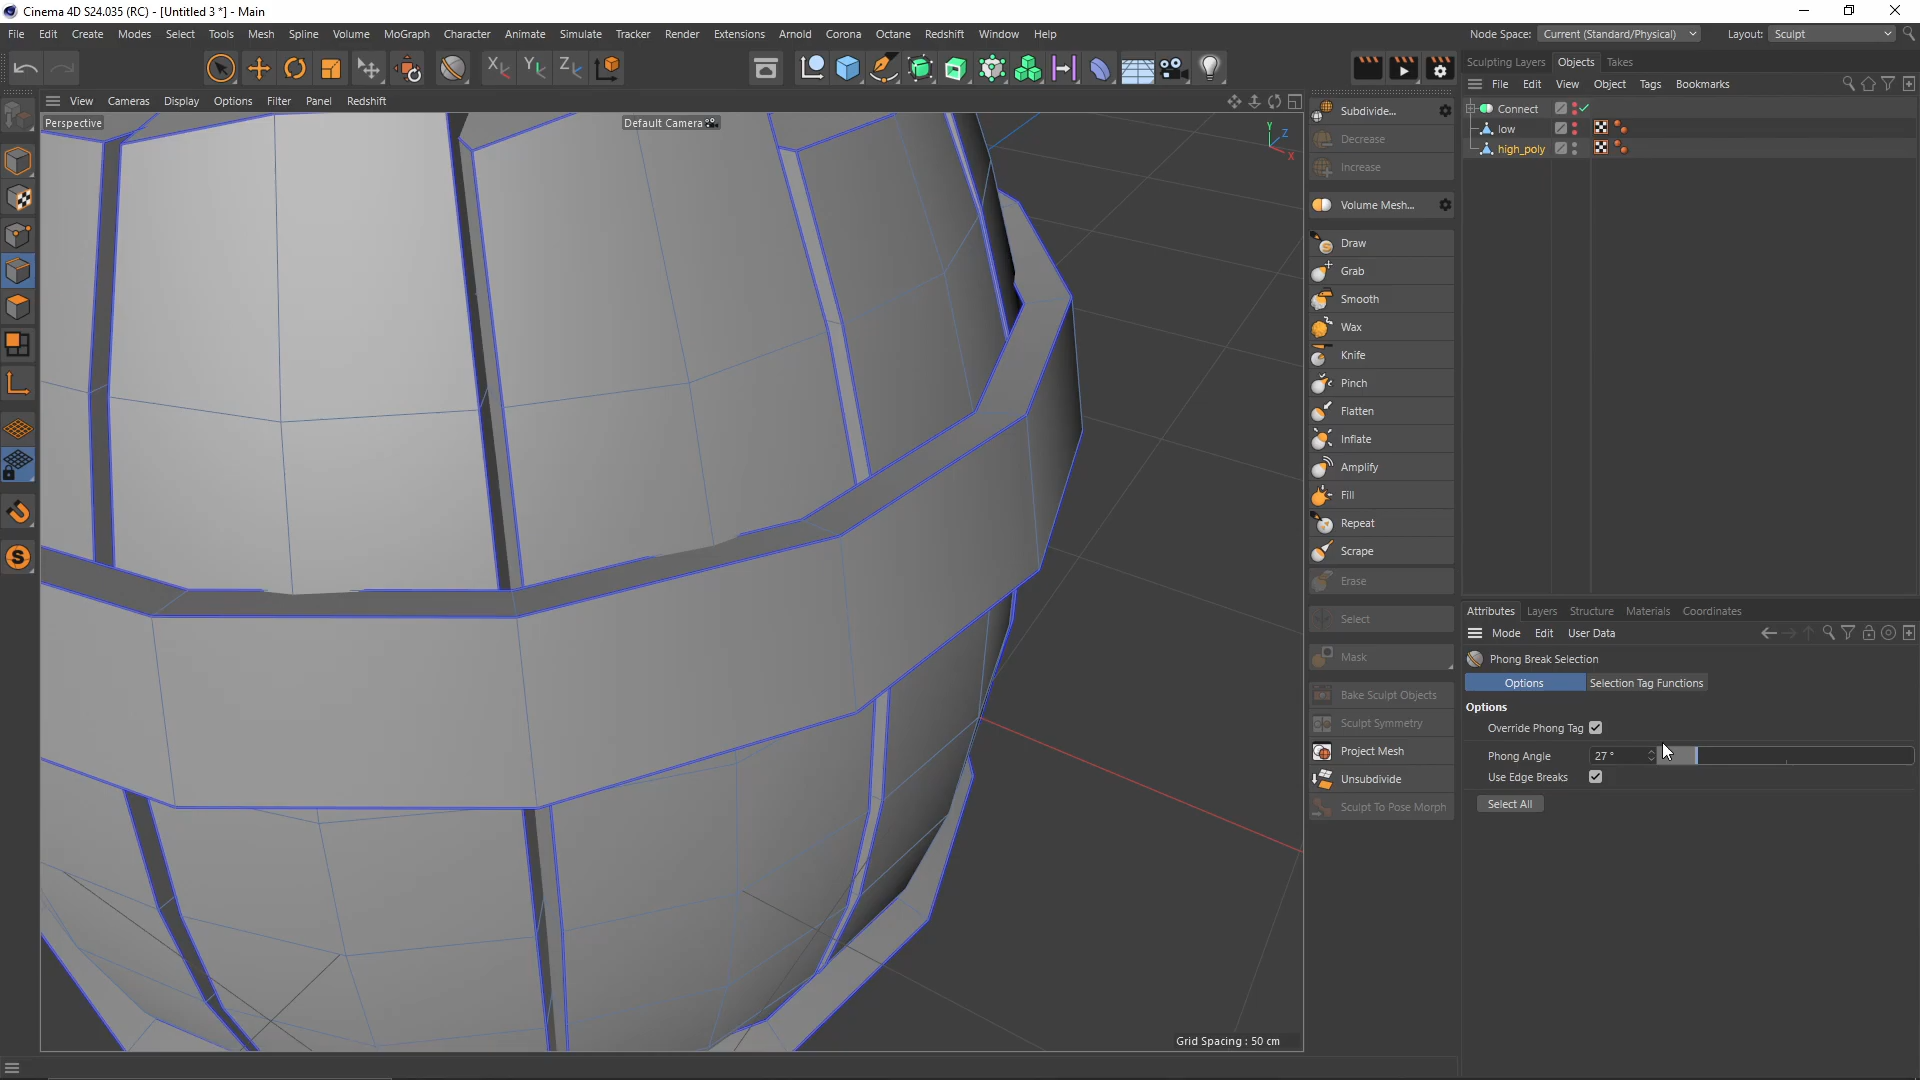 Cinema 4D S24.035 (RC) - [Untitled 3 *] - Main
File Edit Create Modes Select Tools Mesh Spline Volume MoGraph Character Animate Simulate Tracker Render Extensions Arnold Corona Octane Redshift Window Help
Node Space: Current (Standard/Physical) Layout: Sculpt
X Y Z
Sculpting Layers Objects Takes
File Edit View Object Tags Bookmarks
View Cameras Display Options Filter Panel Redshift
Perspective
Default Camera
Y
Z
X
Connect
low
high_poly
Subdivide...
Decrease
Increase
Volume Mesh...
Draw
Grab
Smooth
Wax
Knife
Pinch
Flatten
Inflate
Amplify
Fill
Repeat
Scrape
Erase
Select
Mask
Bake Sculpt Objects
Sculpt Symmetry
Project Mesh
Unsubdivide
Sculpt To Pose Morph
Attributes Layers Structure Materials Coordinates
Mode Edit User Data
Phong Break Selection
Options Selection Tag Functions
Options
Override Phong Tag
Phong Angle 27 °
Use Edge Breaks
Select All
Grid Spacing : 50 cm